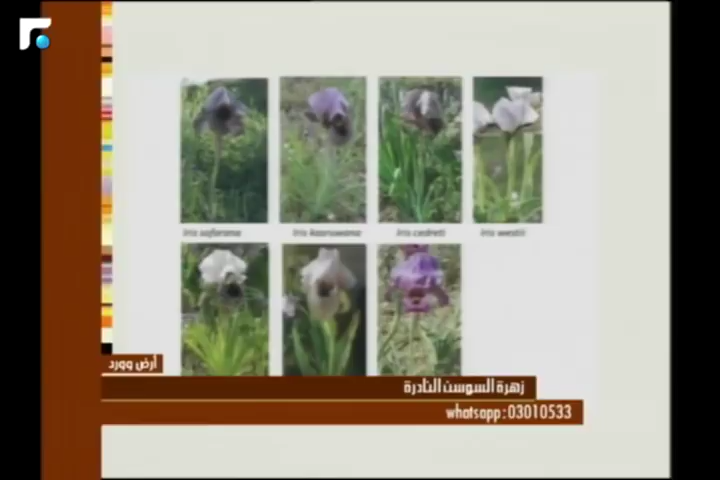 Iris sofarana
Iris kasruwana
Iris cedreti
Iris westii
أرض وورد
زهرة السوسن النادرة
whatsapp:03010533